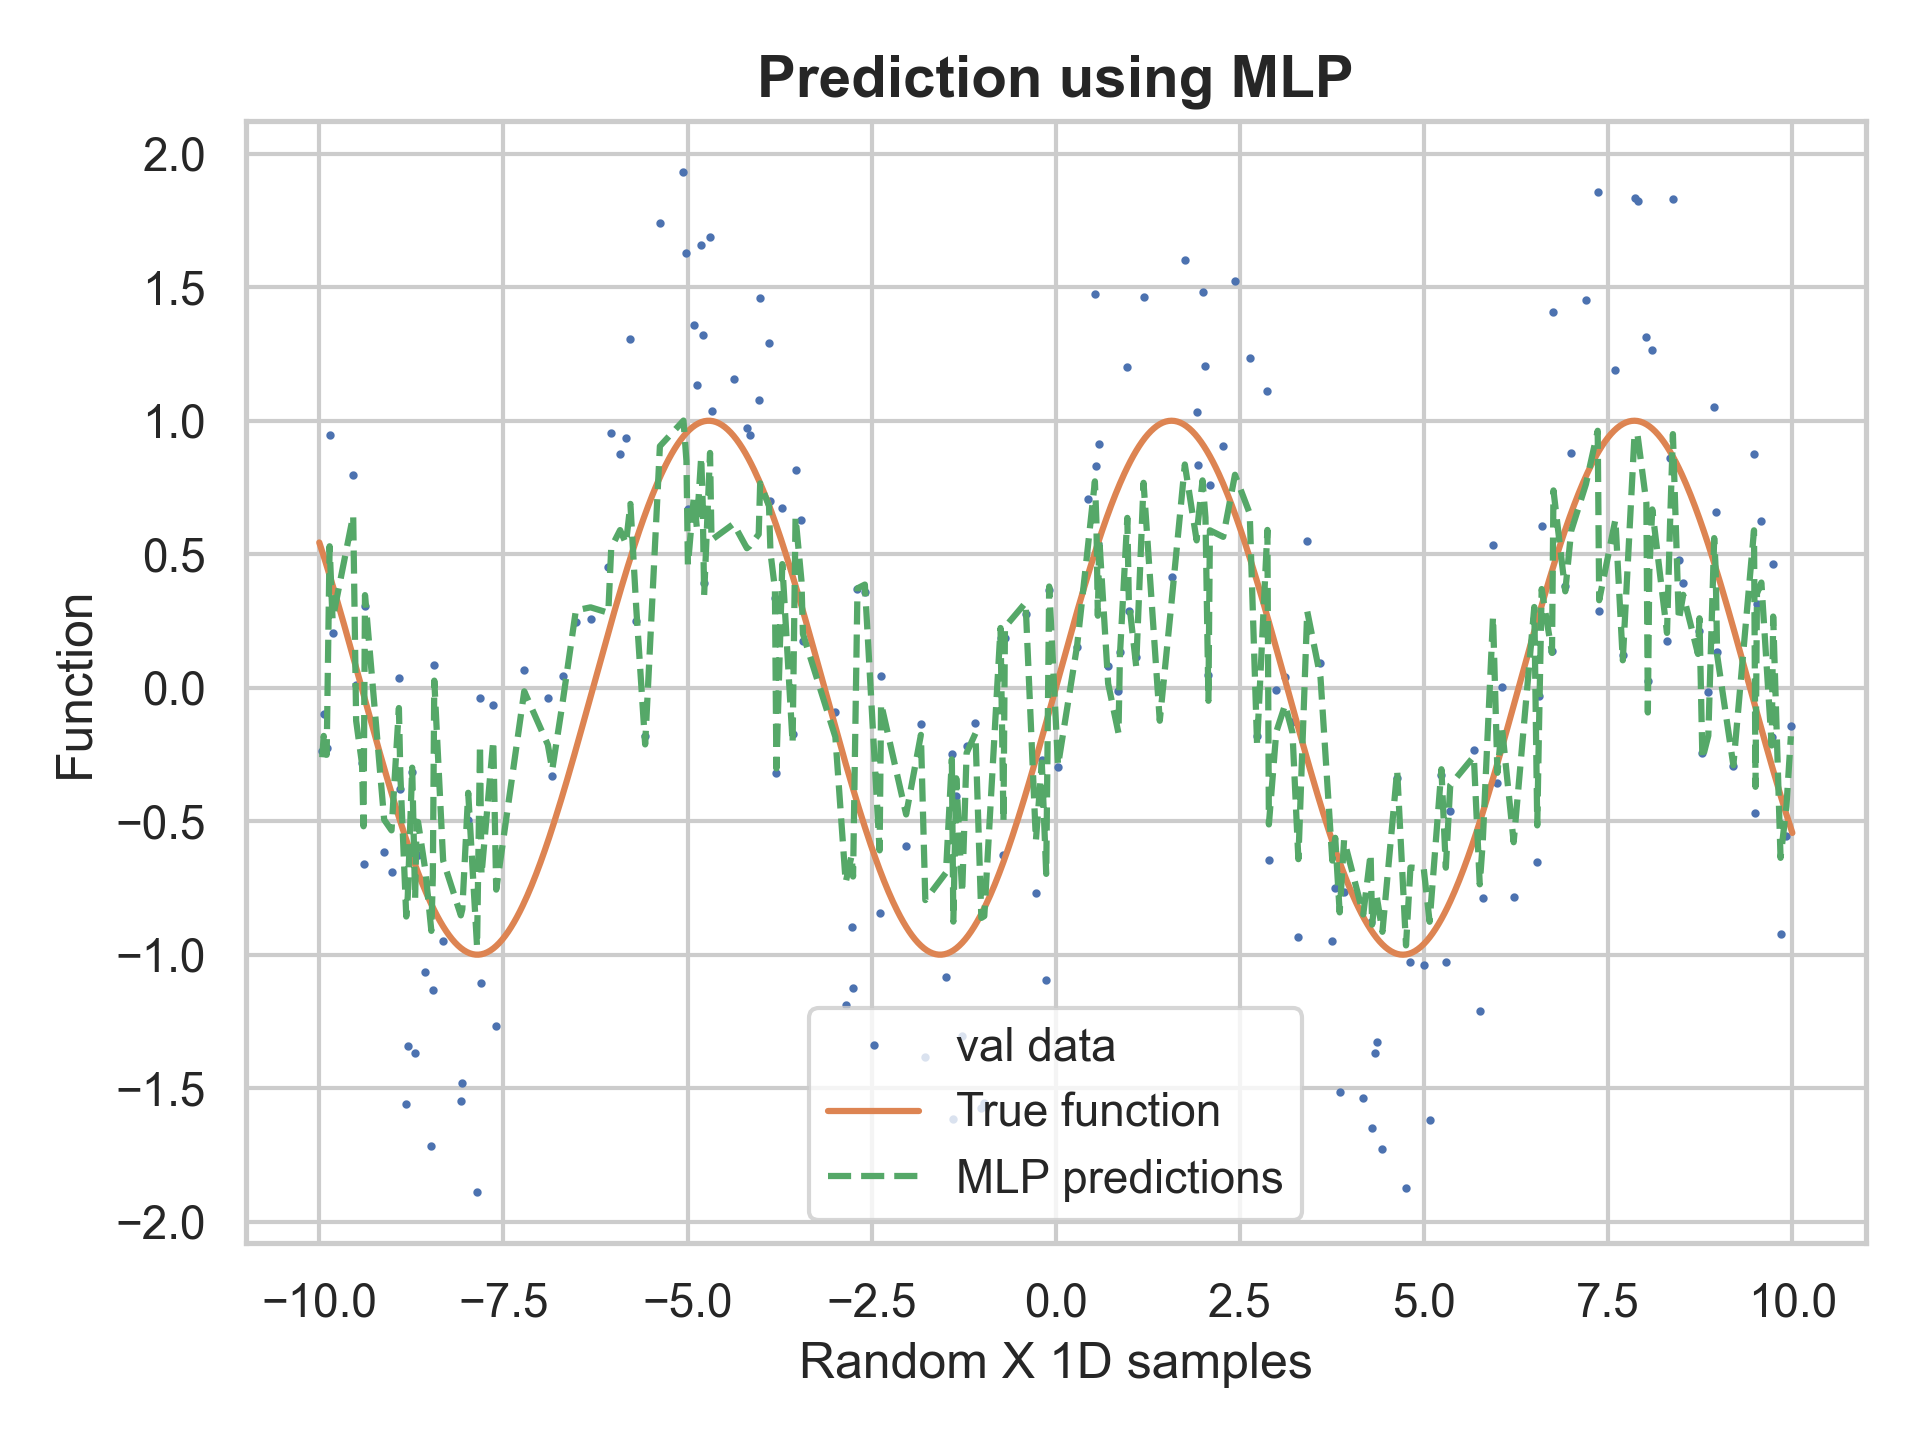 Prediction using MLP
2.0
1.5
1.0
0.5
0.0
−0.5
−1.0
−1.5
−2.0
Function
val data
True function
MLP predictions
−10.0 −7.5 −5.0 −2.5 0.0 2.5 5.0 7.5 10.0
Random X 1D samples